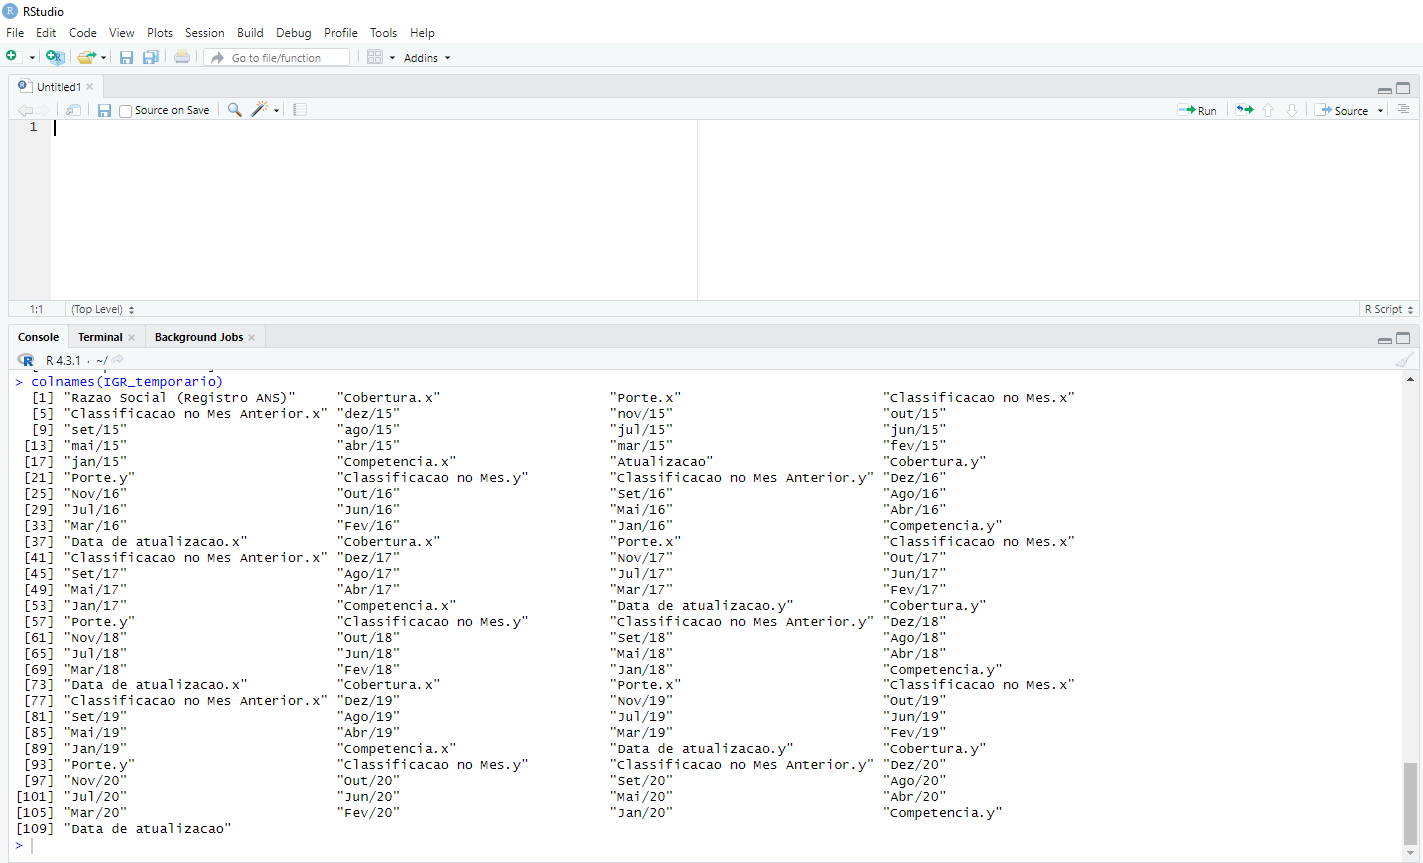 RStudio
File Edit Code View Plots Session Build Debug Profile Tools Help
Go to file/function Addins
Untitled1
Source on Save Run Source
1
1:1 (Top Level) R Script
Console Terminal Background Jobs
R 4.3.1 · ~/
> colnames(IGR_temporario)
[1] "Razao Social (Registro ANS)" "Cobertura.x" "Porte.x" "Classificacao no Mes.x"
[5] "Classificacao no Mes Anterior.x" "dez/15" "nov/15" "out/15"
[9] "set/15" "ago/15" "jul/15" "jun/15"
[13] "mai/15" "abr/15" "mar/15" "fev/15"
[17] "jan/15" "Competencia.x" "Atualizacao" "Cobertura.y"
[21] "Porte.y" "Classificacao no Mes.y" "Classificacao no Mes Anterior.y" "Dez/16"
[25] "Nov/16" "Out/16" "Set/16" "Ago/16"
[29] "Jul/16" "Jun/16" "Mai/16" "Abr/16"
[33] "Mar/16" "Fev/16" "Jan/16" "Competencia.y"
[37] "Data de atualizacao.x" "Cobertura.x" "Porte.x" "Classificacao no Mes.x"
[41] "Classificacao no Mes Anterior.x" "Dez/17" "Nov/17" "Out/17"
[45] "Set/17" "Ago/17" "Jul/17" "Jun/17"
[49] "Mai/17" "Abr/17" "Mar/17" "Fev/17"
[53] "Jan/17" "Competencia.x" "Data de atualizacao.y" "Cobertura.y"
[57] "Porte.y" "Classificacao no Mes.y" "Classificacao no Mes Anterior.y" "Dez/18"
[61] "Nov/18" "Out/18" "Set/18" "Ago/18"
[65] "Jul/18" "Jun/18" "Mai/18" "Abr/18"
[69] "Mar/18" "Fev/18" "Jan/18" "Competencia.y"
[73] "Data de atualizacao.x" "Cobertura.x" "Porte.x" "Classificacao no Mes.x"
[77] "Classificacao no Mes Anterior.x" "Dez/19" "Nov/19" "Out/19"
[81] "Set/19" "Ago/19" "Jul/19" "Jun/19"
[85] "Mai/19" "Abr/19" "Mar/19" "Fev/19"
[89] "Jan/19" "Competencia.x" "Data de atualizacao.y" "Cobertura.y"
[93] "Porte.y" "Classificacao no Mes.y" "Classificacao no Mes Anterior.y" "Dez/20"
[97] "Nov/20" "Out/20" "Set/20" "Ago/20"
[101] "Jul/20" "Jun/20" "Mai/20" "Abr/20"
[105] "Mar/20" "Fev/20" "Jan/20" "Competencia.y"
[109] "Data de atualizacao"
>